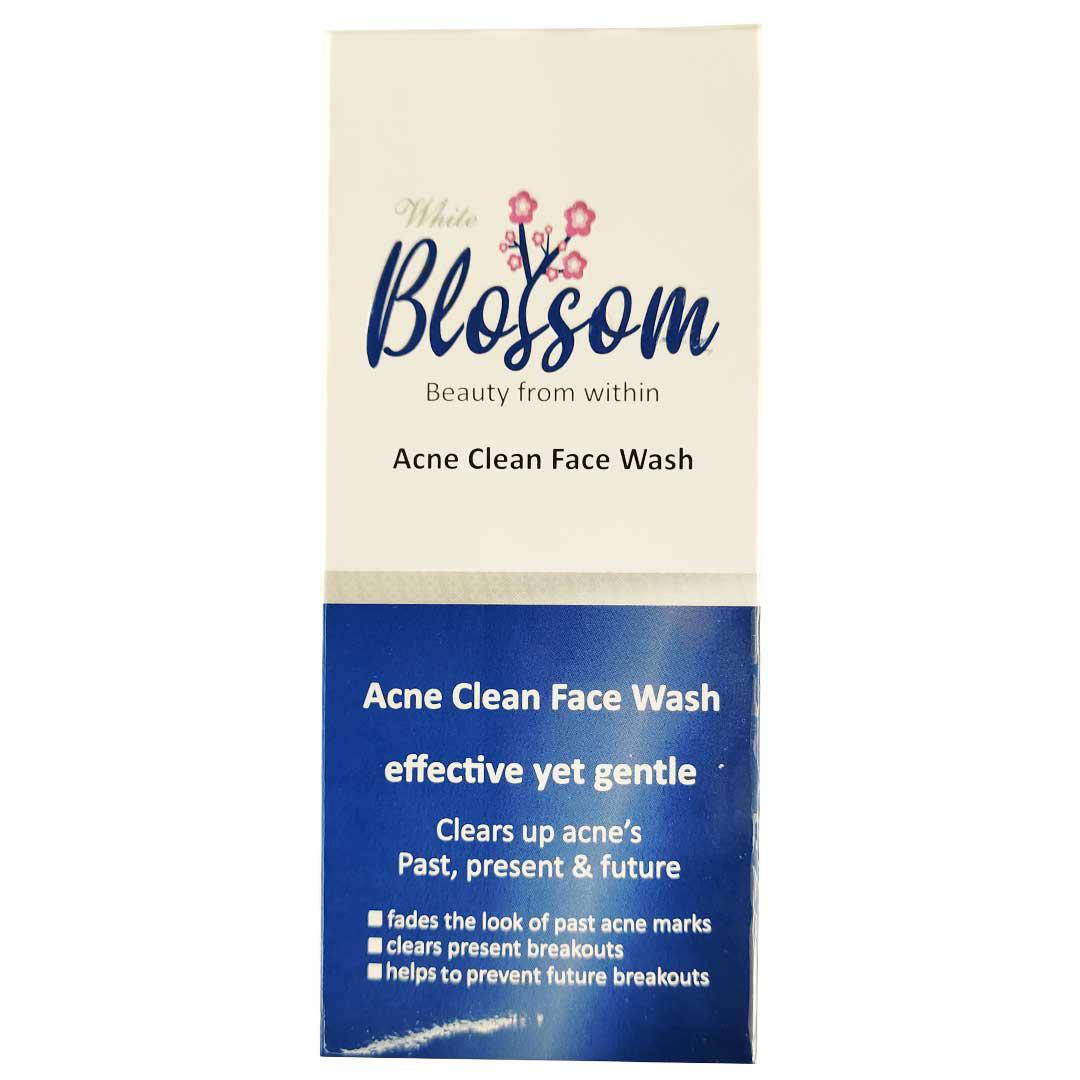 White
Blossom
Beauty from within
Acne Clean Face Wash
Acne Clean Face Wash
effective yet gentle
Clears up acne’s
Past, present & future
fades the look of past acne marks
clears present breakouts
helps to prevent future breakouts